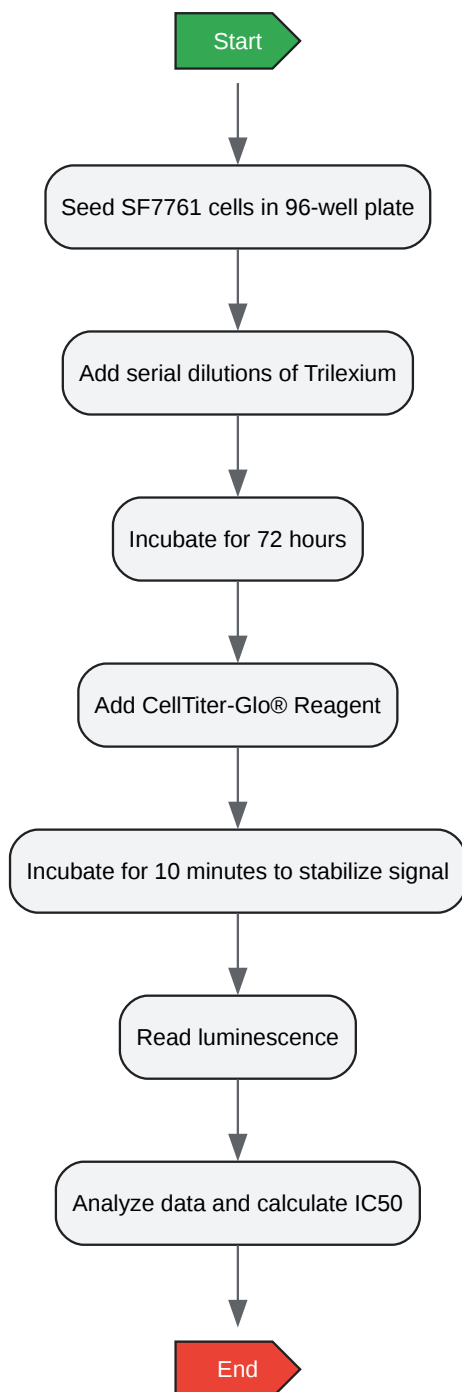 Start
Seed SF7761 cells in 96-well plate
Add serial dilutions of Trilexium
Incubate for 72 hours
Add CellTiter-Glo® Reagent
Incubate for 10 minutes to stabilize signal
Read luminescence
Analyze data and calculate IC50
End